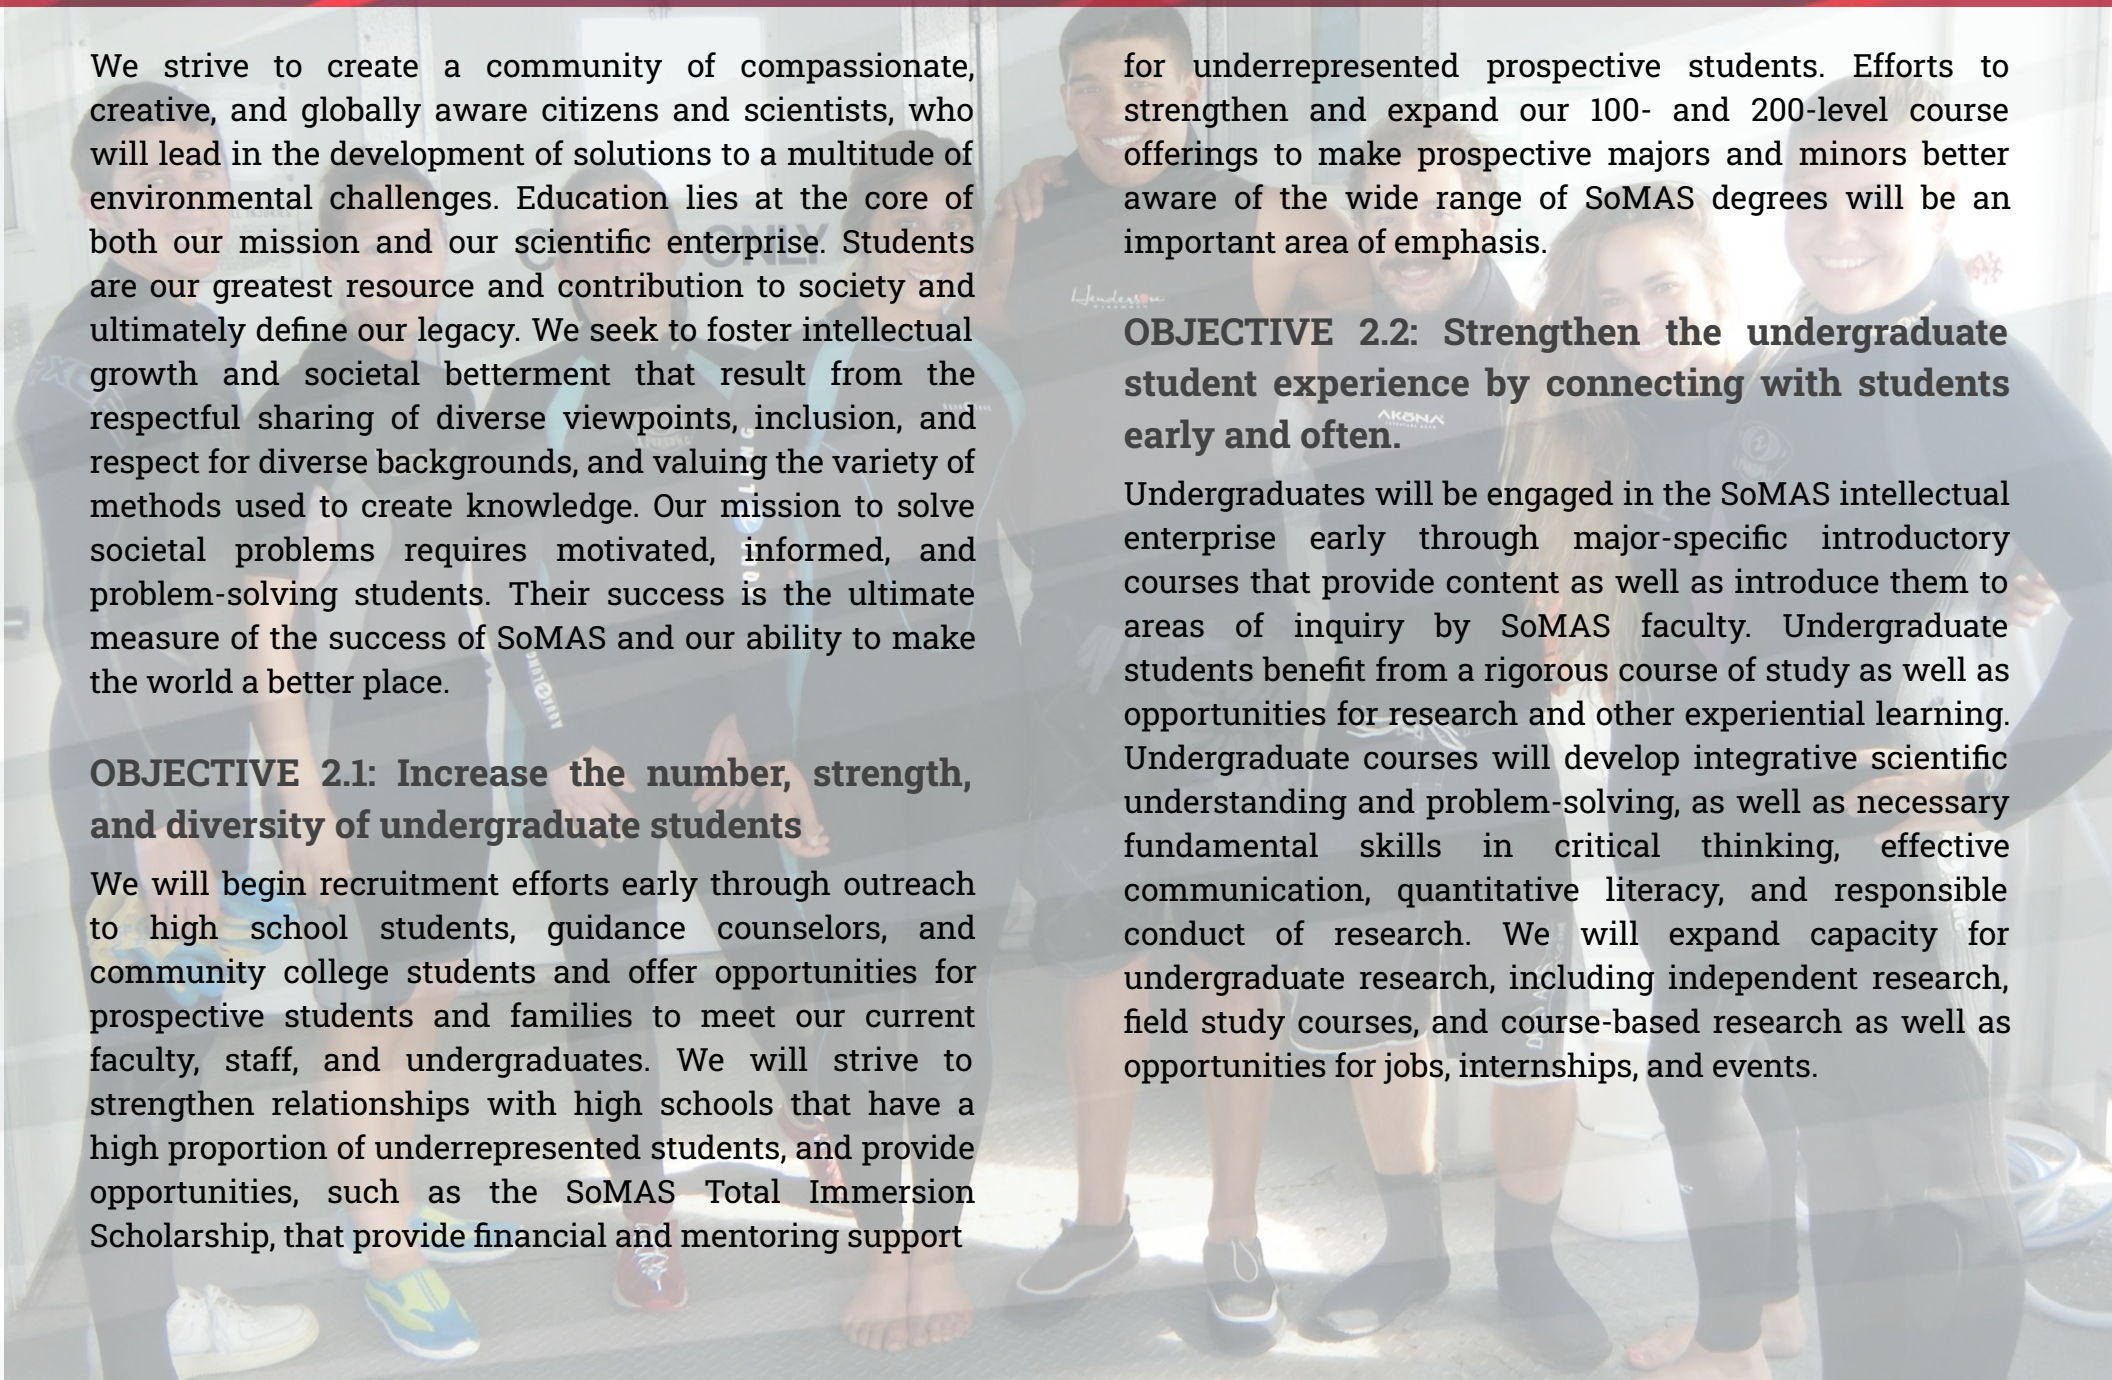 We strive to create a community of compassionate,
creative, and globally aware citizens and scientists, who
will lead in the development of solutions to a multitude of
environmental challenges. Education lies at the core of
both our mission and our scientific enterprise. Students
are our greatest resource and contribution to society and
ultimately define our legacy. We seek to foster intellectual
growth and societal betterment that result from the
respectful sharing of diverse viewpoints, inclusion, and
respect for diverse backgrounds, and valuing the variety of
methods used to create knowledge. Our mission to solve
societal problems requires motivated, informed, and
problem-solving students. Their success is the ultimate
measure of the success of SoMAS and our ability to make
the world a better place.
OBJECTIVE 2.1: Increase the number, strength,
and diversity of undergraduate students
We will begin recruitment efforts early through outreach
to high school students, guidance counselors, and
community college students and offer opportunities for
prospective students and families to meet our current
faculty, staff, and undergraduates. We will strive to
strengthen relationships with high schools that have a
high proportion of underrepresented students, and provide
opportunities, such as the SoMAS Total Immersion
Scholarship, that provide financial and mentoring support
for underrepresented prospective students. Efforts to
strengthen and expand our 100- and 200-level course
offerings to make prospective majors and minors better
aware of the wide range of SoMAS degrees will be an
important area of emphasis.
OBJECTIVE 2.2: Strengthen the undergraduate
student experience by connecting with students
early and often.
Undergraduates will be engaged in the SoMAS intellectual
enterprise early through major-specific introductory
courses that provide content as well as introduce them to
areas of inquiry by SoMAS faculty. Undergraduate
students benefit from a rigorous course of study as well as
opportunities for research and other experiential learning.
Undergraduate courses will develop integrative scientific
understanding and problem-solving, as well as necessary
fundamental skills in critical thinking, effective
communication, quantitative literacy, and responsible
conduct of research. We will expand capacity for
undergraduate research, including independent research,
field study courses, and course-based research as well as
opportunities for jobs, internships, and events.
ONLY
Henderson
AKONA